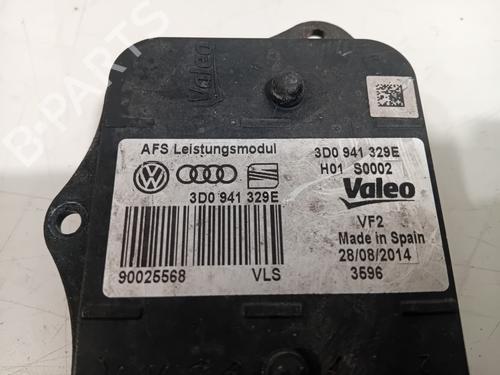 Valeo
AFS Leistungsmodul
3D0 941 329E
3D0 941 329E
H01 S0002
Valeo
VF2
Made in Spain
28/08/2014
3596
90025568 VLS
B-PARTS